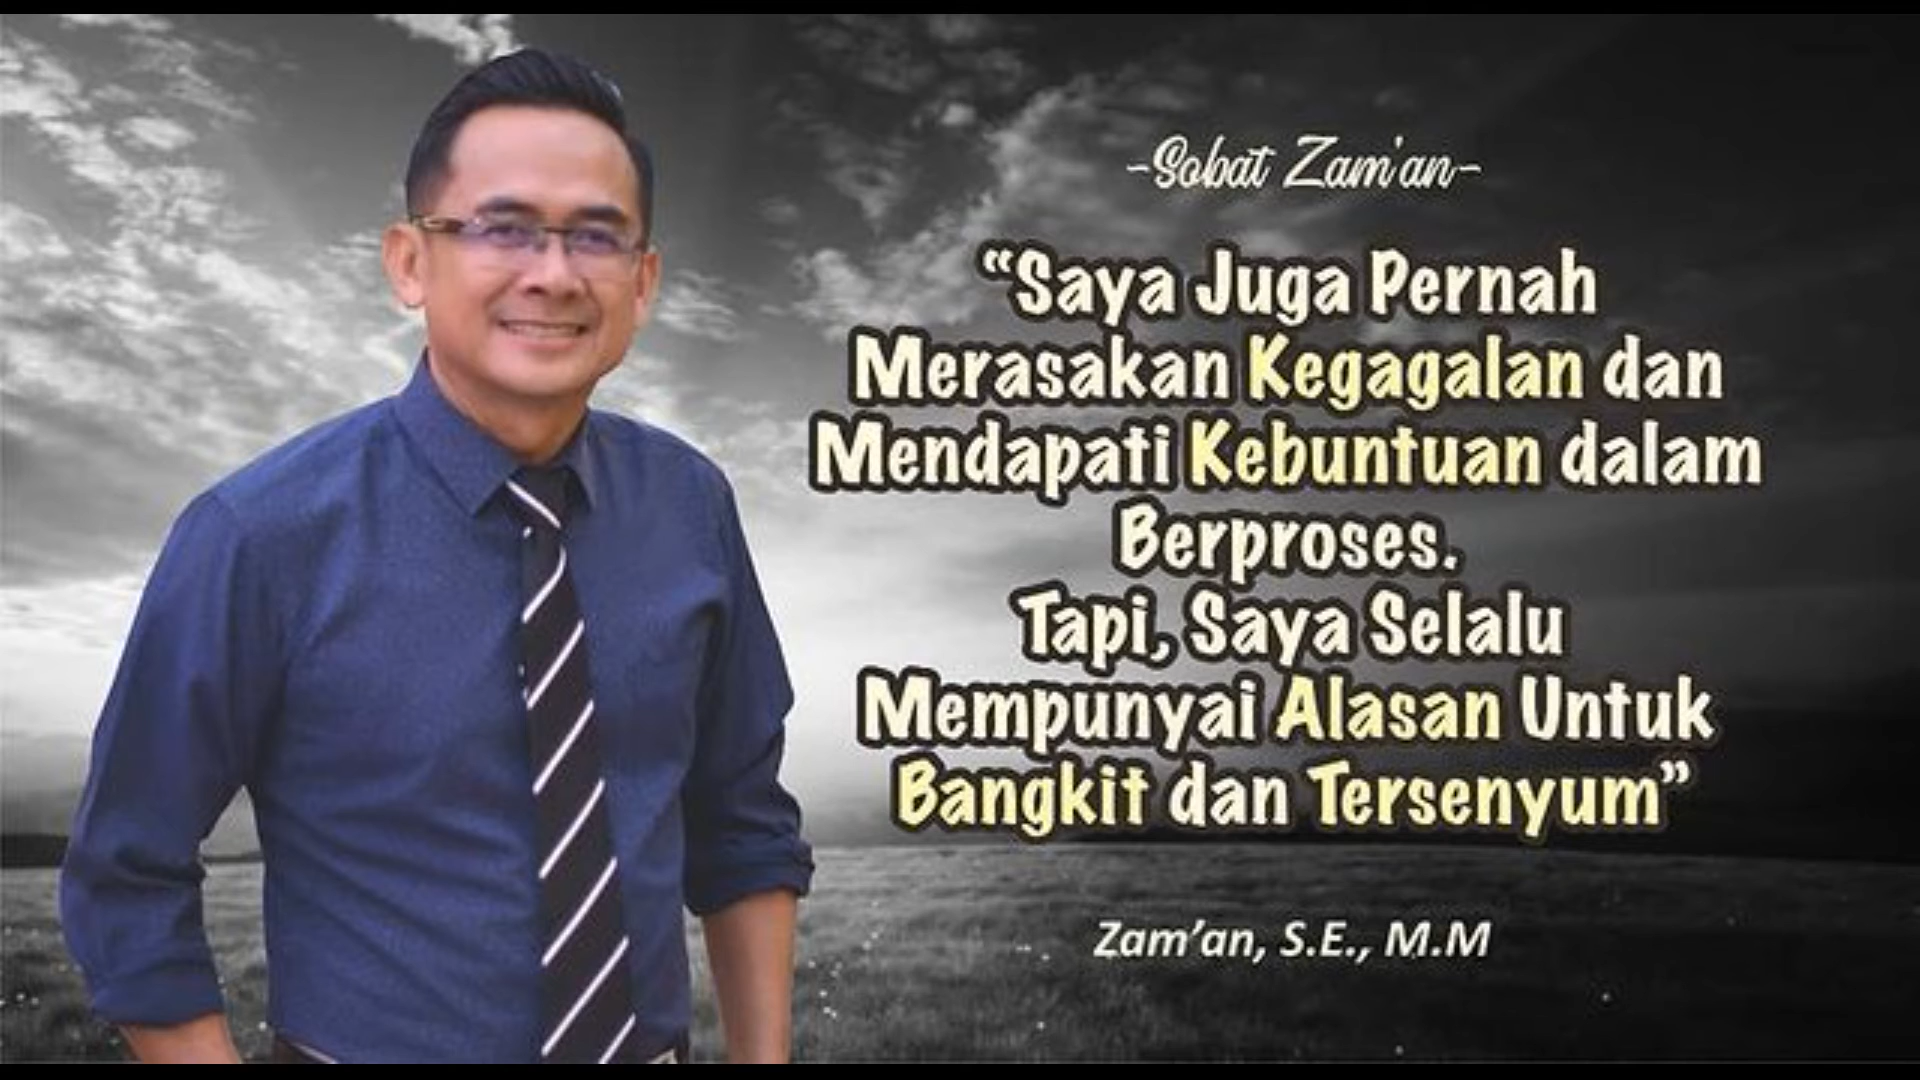 -Sobat Zam'an-
“Saya Juga Pernah
Merasakan Kegagalan dan
Mendapati Kebuntuan dalam
Berproses.
Tapi, Saya Selalu
Mempunyai Alasan Untuk
Bangkit dan Tersenyum”
Zam’an, S.E., M.M